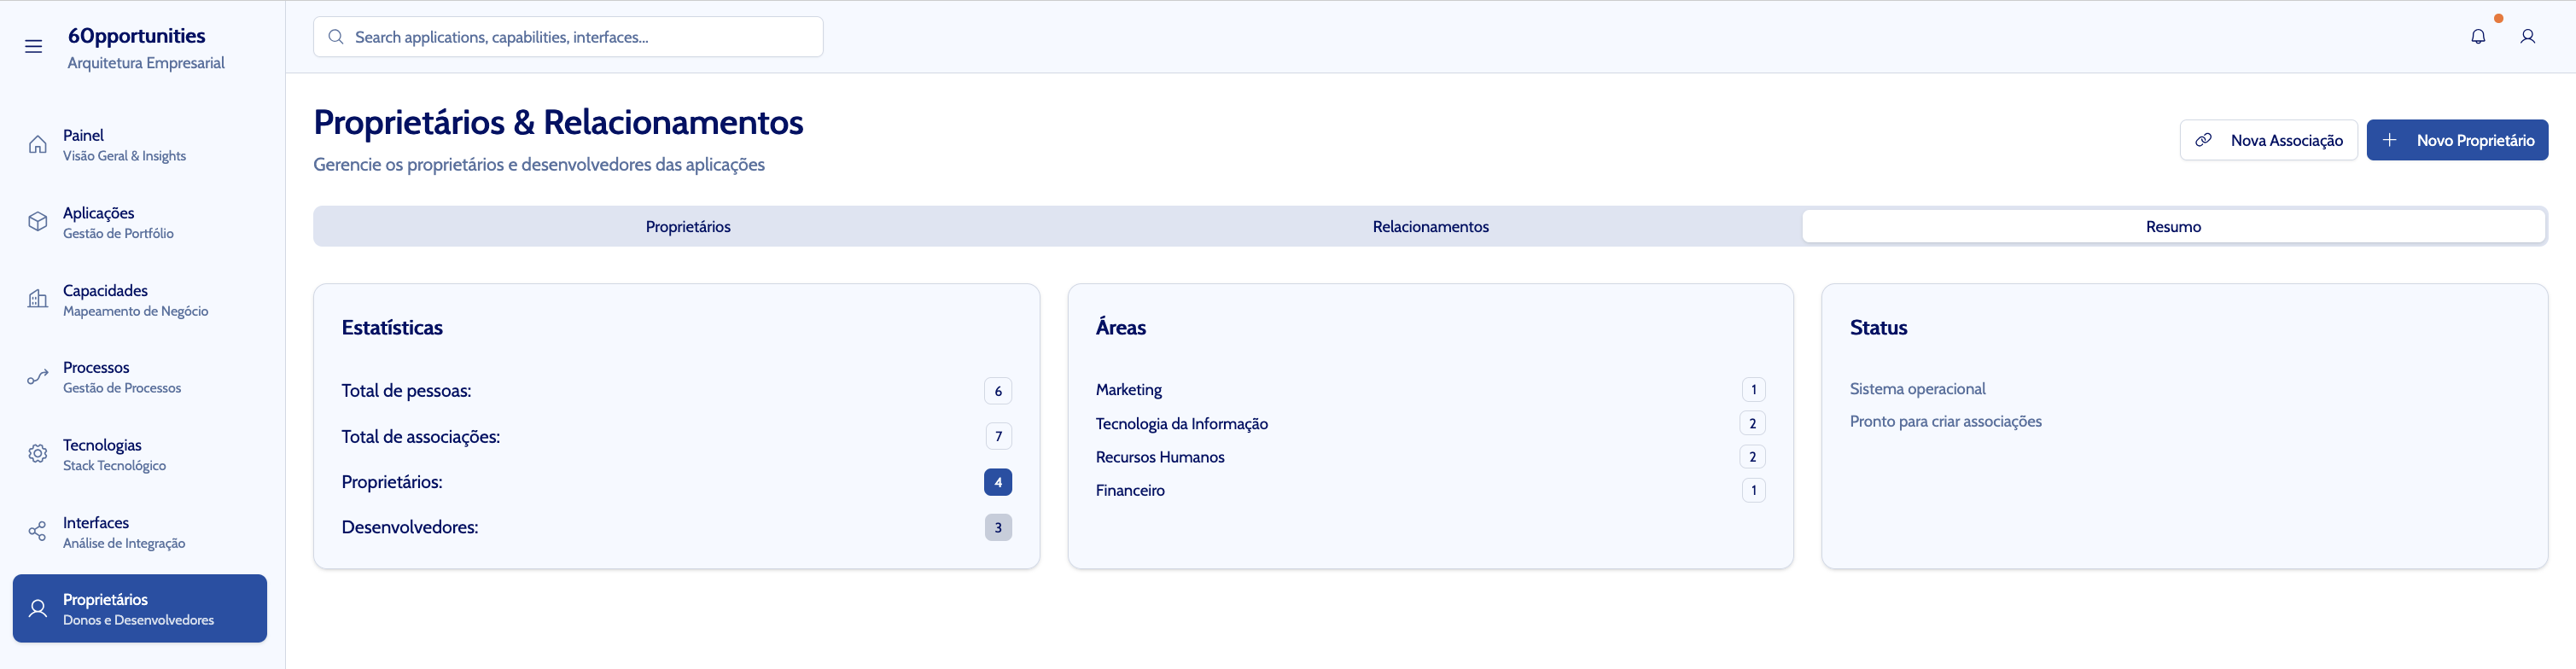 6Opportunities
Arquitetura Empresarial
Search applications, capabilities, interfaces...
Painel
Visão Geral & Insights
Aplicações
Gestão de Portfólio
Capacidades
Mapeamento de Negócio
Processos
Gestão de Processos
Tecnologias
Stack Tecnológico
Interfaces
Análise de Integração
Proprietários
Donos e Desenvolvedores
Proprietários & Relacionamentos
Gerencie os proprietários e desenvolvedores das aplicações
Nova Associação
Novo Proprietário
Proprietários
Relacionamentos
Resumo
Estatísticas
Total de pessoas: 6
Total de associações: 7
Proprietários: 4
Desenvolvedores: 3
Áreas
Marketing 1
Tecnologia da Informação 2
Recursos Humanos 2
Financeiro 1
Status
Sistema operacional
Pronto para criar associações